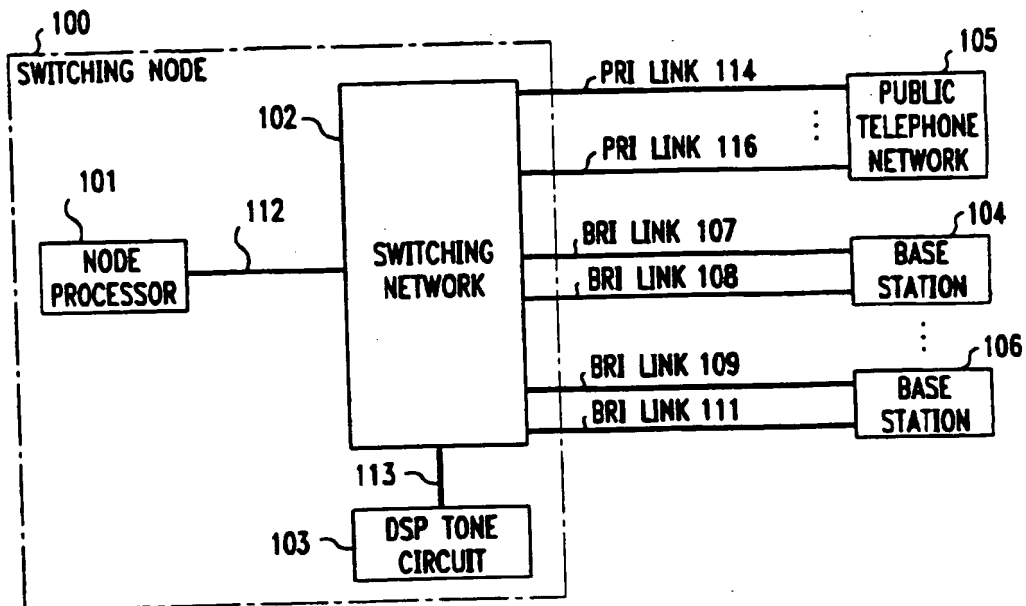 100
SWITCHING NODE
102
101
112
NODE
PROCESSOR
SWITCHING
NETWORK
PRI LINK 114
PRI LINK 116
105
PUBLIC
TELEPHONE
NETWORK
BRI LINK 107
BRI LINK 108
104
BASE
STATION
BRI LINK 109
BRI LINK 111
106
BASE
STATION
113
103
DSP TONE
CIRCUIT